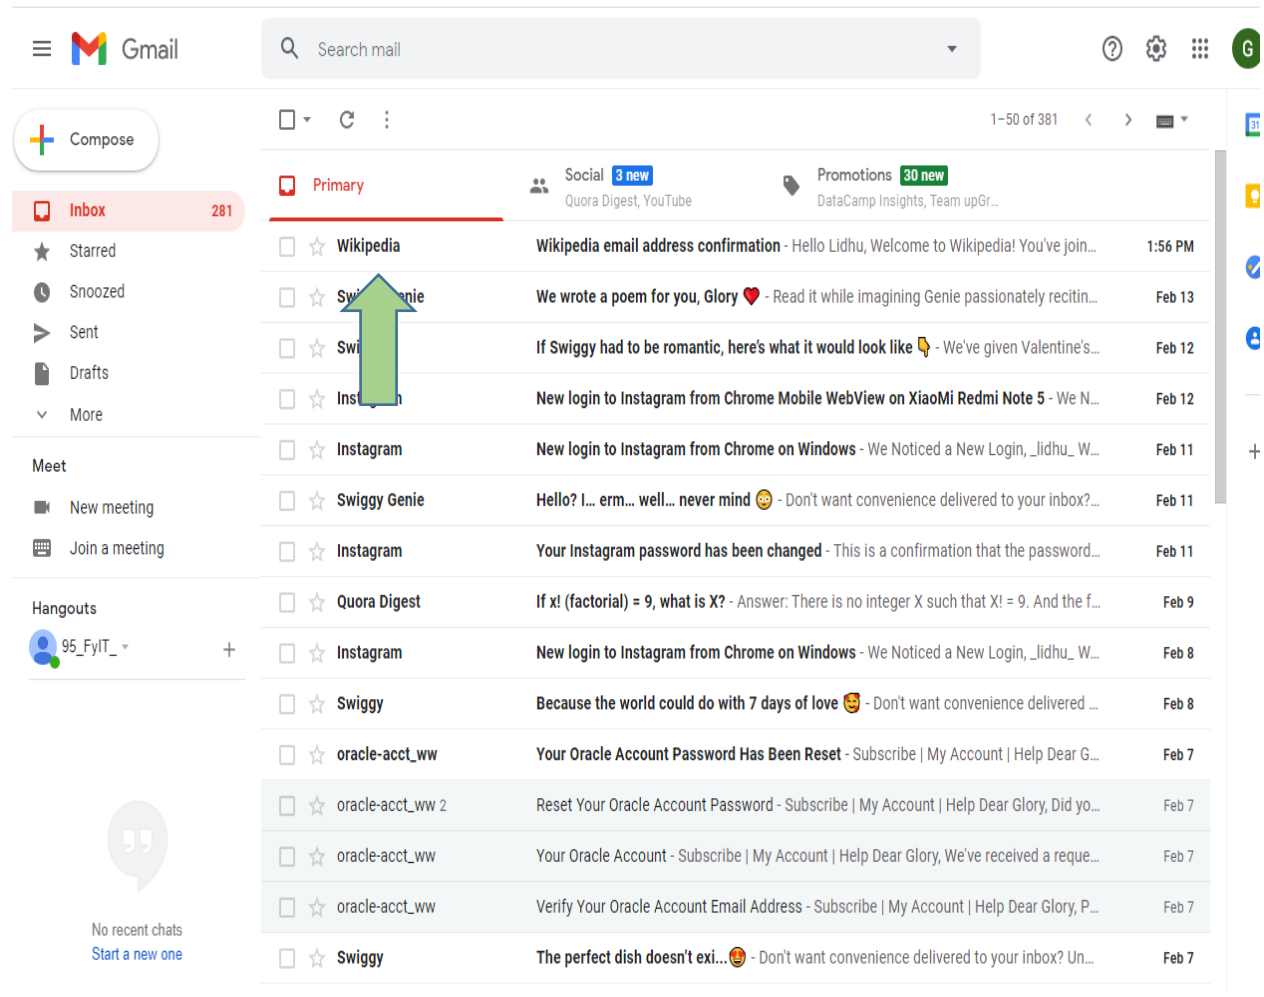 Gmail
Search mail
G
Compose
1–50 of 381
31
Primary
Social 3 new
Quora Digest, YouTube
Promotions 30 new
DataCamp Insights, Team upGr...
Inbox 281
Starred
Snoozed
Sent
Drafts
More
Meet
New meeting
Join a meeting
Hangouts
95_FyIT_
No recent chats
Start a new one
Wikipedia Wikipedia email address confirmation - Hello Lidhu, Welcome to Wikipedia! You've join... 1:56 PM
We wrote a poem for you, Glory ❤️ - Read it while imagining Genie passionately recitin... Feb 13
If Swiggy had to be romantic, here's what it would look like 👇 - We've given Valentine's... Feb 12
New login to Instagram from Chrome Mobile WebView on XiaoMi Redmi Note 5 - We N... Feb 12
Instagram New login to Instagram from Chrome on Windows - We Noticed a New Login, _lidhu_ W... Feb 11
Swiggy Genie Hello? I... erm... well... never mind 😳 - Don't want convenience delivered to your inbox?... Feb 11
Instagram Your Instagram password has been changed - This is a confirmation that the password... Feb 11
Quora Digest If x! (factorial) = 9, what is X? - Answer: There is no integer X such that X! = 9. And the f... Feb 9
Instagram New login to Instagram from Chrome on Windows - We Noticed a New Login, _lidhu_ W... Feb 8
Swiggy Because the world could do with 7 days of love 🥰 - Don't want convenience delivered ... Feb 8
oracle-acct_ww Your Oracle Account Password Has Been Reset - Subscribe | My Account | Help Dear G... Feb 7
oracle-acct_ww 2 Reset Your Oracle Account Password - Subscribe | My Account | Help Dear Glory, Did yo... Feb 7
oracle-acct_ww Your Oracle Account - Subscribe | My Account | Help Dear Glory, We've received a reque... Feb 7
oracle-acct_ww Verify Your Oracle Account Email Address - Subscribe | My Account | Help Dear Glory, P... Feb 7
Swiggy The perfect dish doesn't exi...😍 - Don't want convenience delivered to your inbox? Un... Feb 7